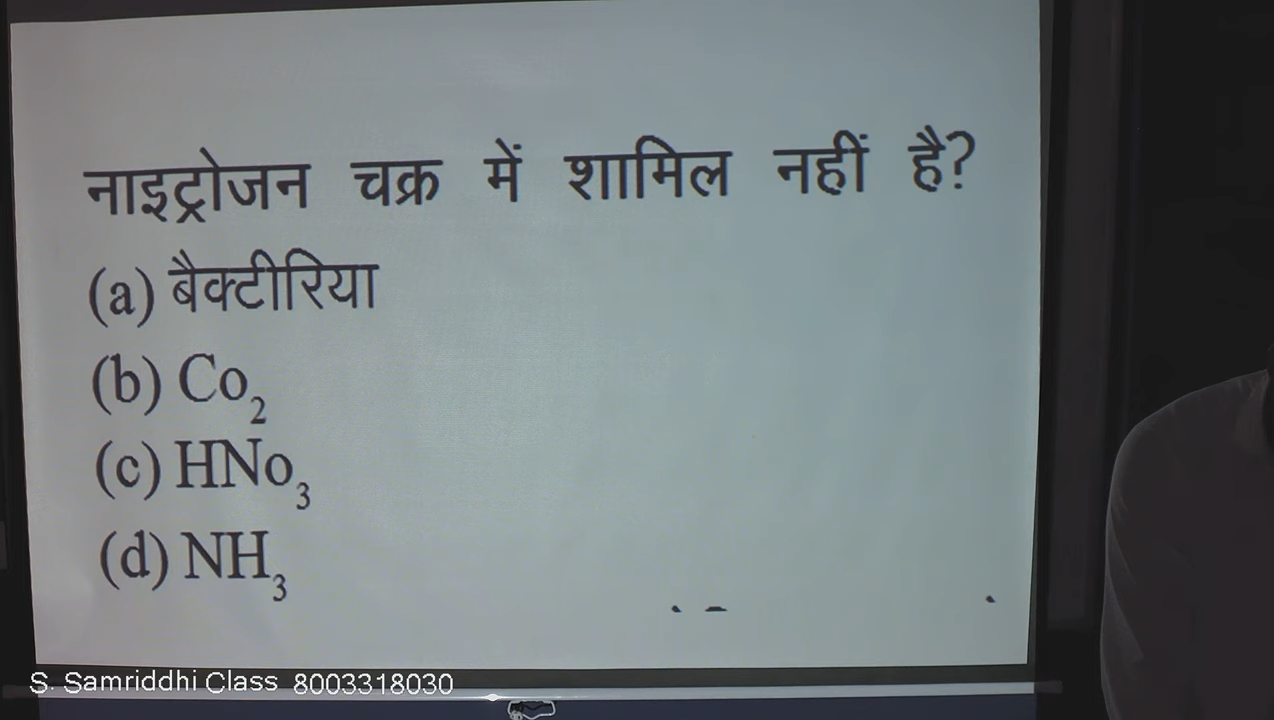 नाइट्रोजन चक्र में शामिल नहीं है?
(a) बैक्टीरिया
(b) Co₂
(c) HNo₃
(d) NH₃
S. Samriddhi Class 8003318030